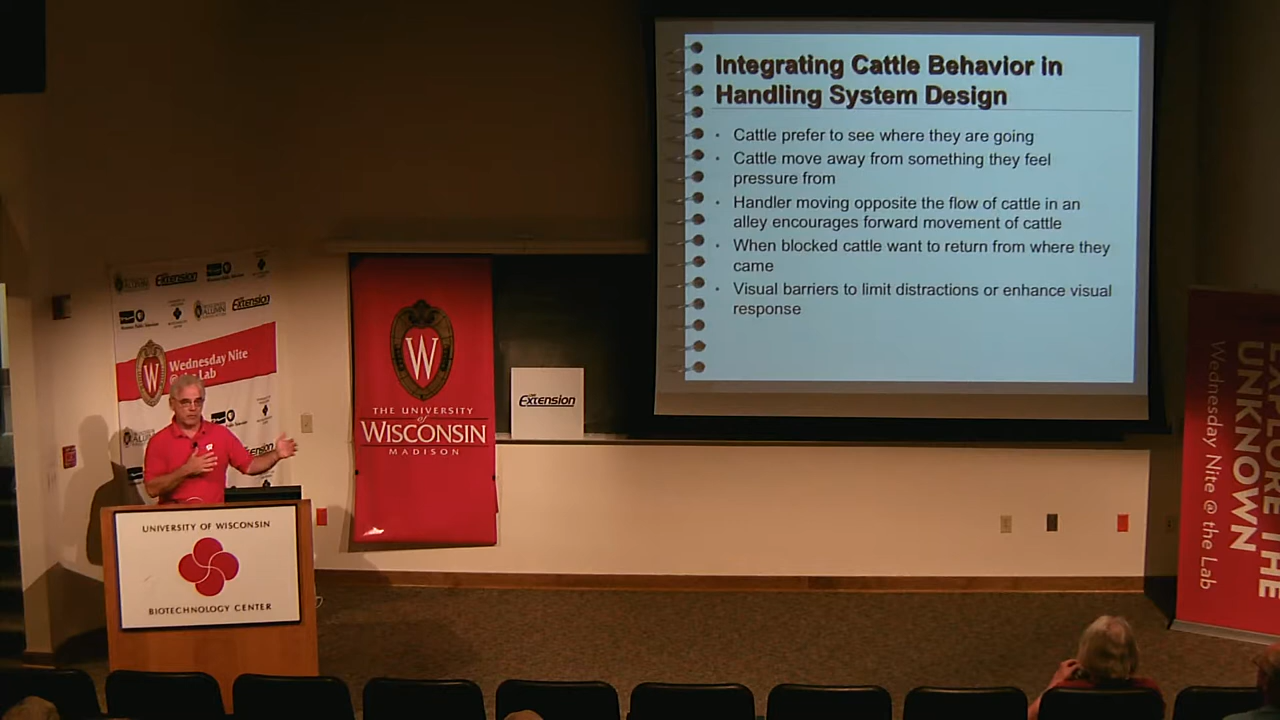 Integrating Cattle Behavior in
Handling System Design
• Cattle prefer to see where they are going
• Cattle move away from something they feel
pressure from
• Handler moving opposite the flow of cattle in an
alley encourages forward movement of cattle
• When blocked cattle want to return from where they
came
• Visual barriers to limit distractions or enhance visual
response
Extension
Extension
Wednesday Nite
@ the Lab
W
W
THE UNIVERSITY
of
WISCONSIN
MADISON
Extension
UNIVERSITY OF WISCONSIN
BIOTECHNOLOGY CENTER
EXPLORE THE
UNKNOWN
Wednesday Nite @ the Lab